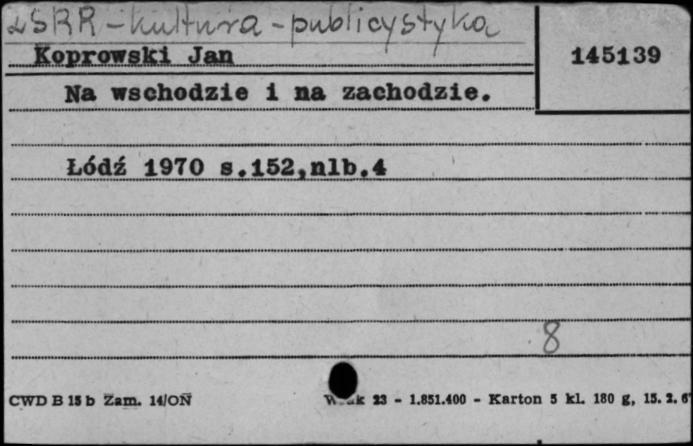 ZSRR - kultura - publicystyka
Koprowski Jan
145139
Na wschodzie i na zachodzie.
Łódź 1970 s.152,nlb.4
8
CWD B 15 b Zam. 14/ON
23 - 1.851.400 - Karton 5 kl. 180 g, 15. 2. 6